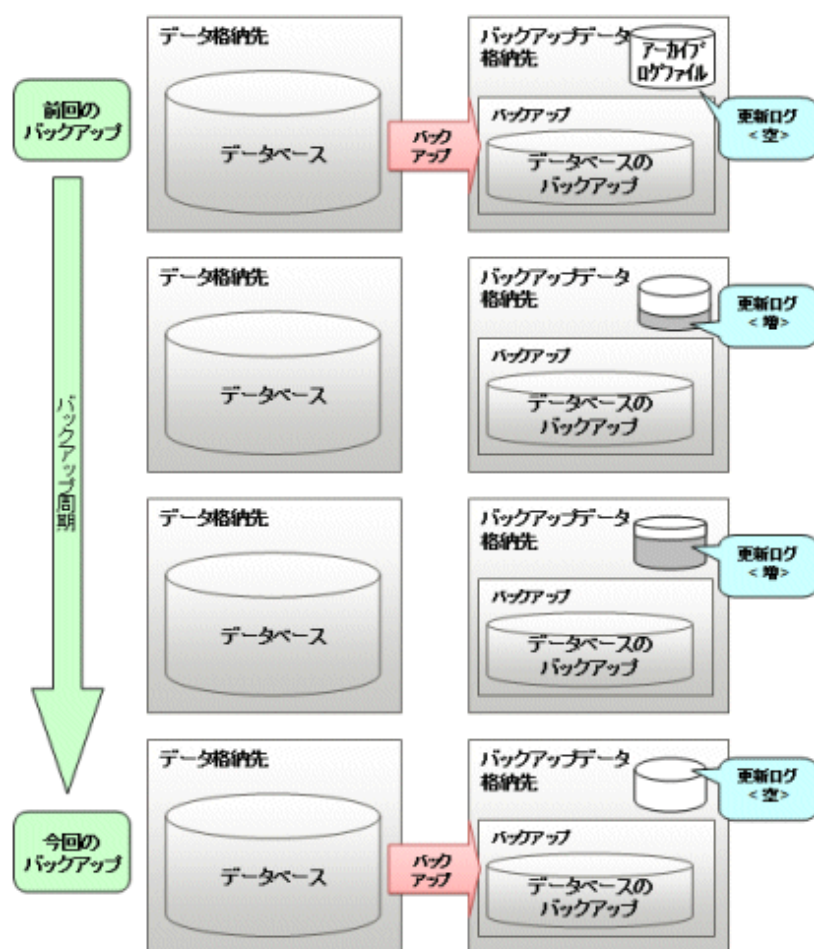 データ格納先
バックアップデータ
格納先
アーカイブ
ログファイル
前回の
バックアップ
データベース
バック
アップ
バックアップ
データベースの
バックアップ
更新ログ
<空>
データ格納先
バックアップデータ
格納先
更新ログ
<増>
データベース
バックアップ
データベースの
バックアップ
バックアップ周期
データ格納先
バックアップデータ
格納先
更新ログ
<増>
データベース
バックアップ
データベースの
バックアップ
データ格納先
バックアップデータ
格納先
更新ログ
<空>
今回の
バックアップ
データベース
バック
アップ
バックアップ
データベースの
バックアップ